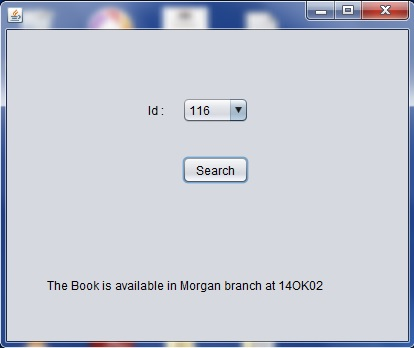 Id : 116
Search
The Book is available in Morgan branch at 14OK02